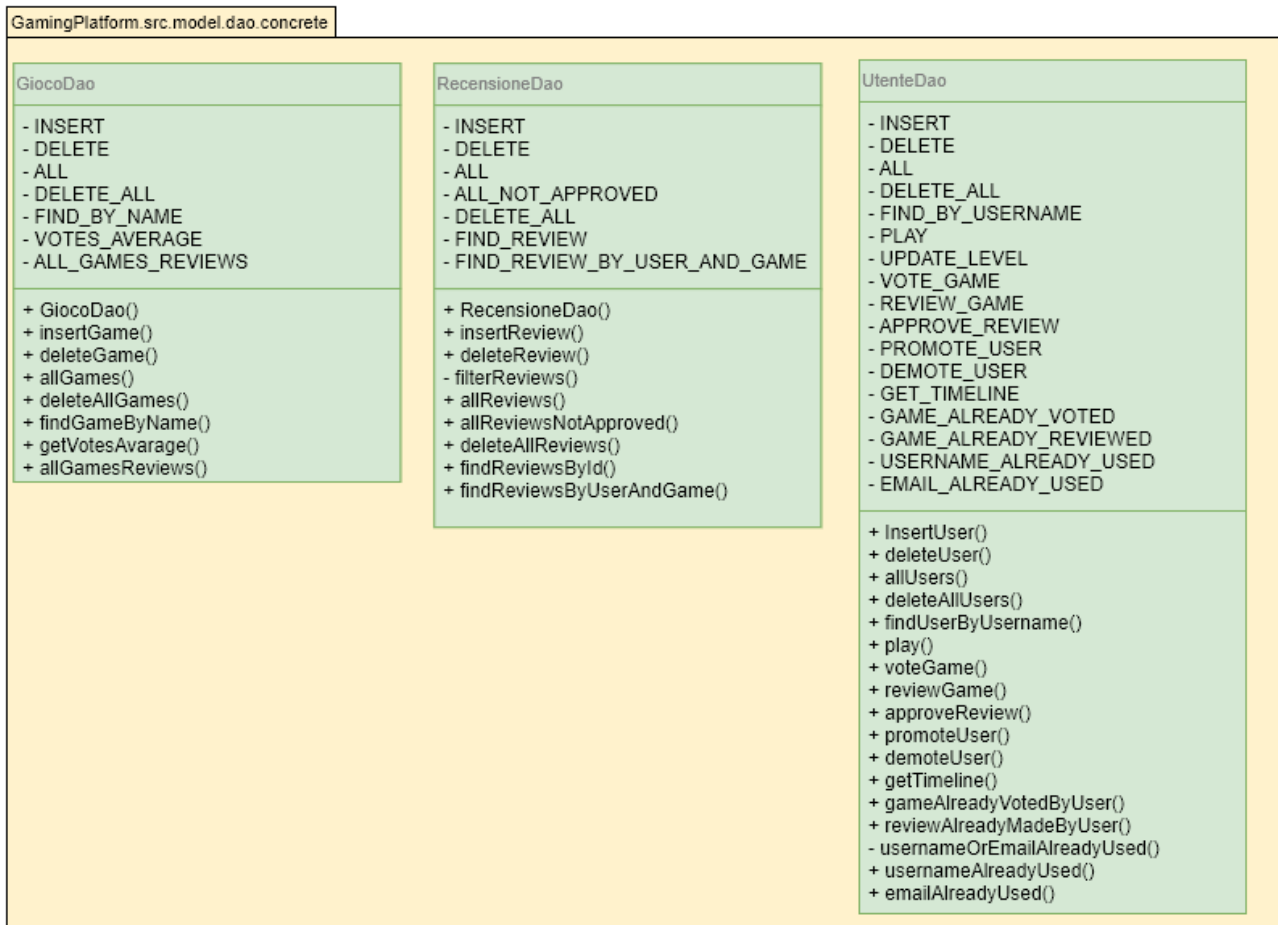 GamingPlatform.src.model.dao.concrete
GiocoDao
- INSERT
- DELETE
- ALL
- DELETE_ALL
- FIND_BY_NAME
- VOTES_AVERAGE
- ALL_GAMES_REVIEWS
+ GiocoDao()
+ insertGame()
+ deleteGame()
+ allGames()
+ deleteAllGames()
+ findGameByName()
+ getVotesAvarage()
+ allGamesReviews()
RecensioneDao
- INSERT
- DELETE
- ALL
- ALL_NOT_APPROVED
- DELETE_ALL
- FIND_REVIEW
- FIND_REVIEW_BY_USER_AND_GAME
+ RecensioneDao()
+ insertReview()
+ deleteReview()
- filterReviews()
+ allReviews()
+ allReviewsNotApproved()
+ deleteAllReviews()
+ findReviewsById()
+ findReviewsByUserAndGame()
UtenteDao
- INSERT
- DELETE
- ALL
- DELETE_ALL
- FIND_BY_USERNAME
- PLAY
- UPDATE_LEVEL
- VOTE_GAME
- REVIEW_GAME
- APPROVE_REVIEW
- PROMOTE_USER
- DEMOTE_USER
- GET_TIMELINE
- GAME_ALREADY_VOTED
- GAME_ALREADY_REVIEWED
- USERNAME_ALREADY_USED
- EMAIL_ALREADY_USED
+ InsertUser()
+ deleteUser()
+ allUsers()
+ deleteAllUsers()
+ findUserByUsername()
+ play()
+ voteGame()
+ reviewGame()
+ approveReview()
+ promoteUser()
+ demoteUser()
+ getTimeline()
+ gameAlreadyVotedByUser()
+ reviewAlreadyMadeByUser()
- usernameOrEmailAlreadyUsed()
+ usernameAlreadyUsed()
+ emailAlreadyUsed()